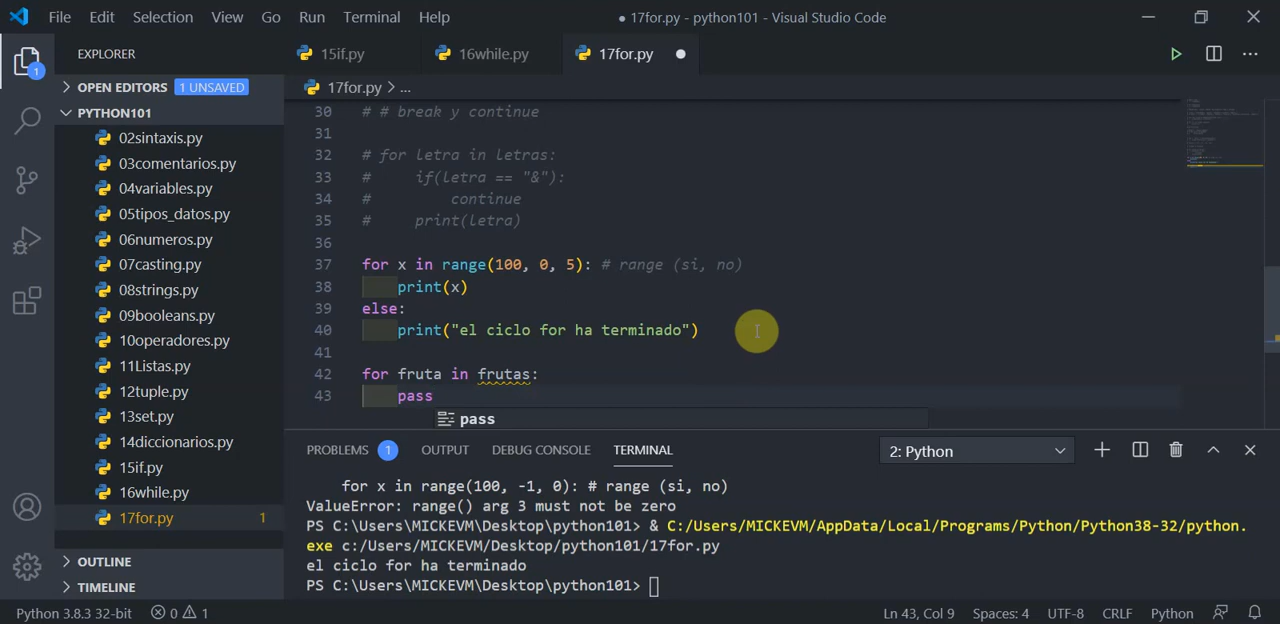 File Edit Selection View Go Run Terminal Help ● 17for.py - python101 - Visual Studio Code
EXPLORER
15if.py 16while.py 17for.py
OPEN EDITORS 1 UNSAVED
17for.py > ...
PYTHON101
02sintaxis.py
03comentarios.py
04variables.py
05tipos_datos.py
06numeros.py
07casting.py
08strings.py
09booleans.py
10operadores.py
11Listas.py
12tuple.py
13set.py
14diccionarios.py
15if.py
16while.py
17for.py 1
OUTLINE
TIMELINE
1
30 # # break y continue
31
32 # for letra in letras:
33 #     if(letra == "&"):
34 #         continue
35 #     print(letra)
36
37 for x in range(100, 0, 5): # range (si, no)
38     print(x)
39 else:
40     print("el ciclo for ha terminado")
41
42 for fruta in frutas:
43     pass
pass
PROBLEMS 1 OUTPUT DEBUG CONSOLE TERMINAL 2: Python
for x in range(100, -1, 0): # range (si, no)
ValueError: range() arg 3 must not be zero
PS C:\Users\MICKEVM\Desktop\python101> & C:/Users/MICKEVM/AppData/Local/Programs/Python/Python38-32/python.
exe c:/Users/MICKEVM/Desktop/python101/17for.py
el ciclo for ha terminado
PS C:\Users\MICKEVM\Desktop\python101>
Python 3.8.3 32-bit 0 1 Ln 43, Col 9 Spaces: 4 UTF-8 CRLF Python